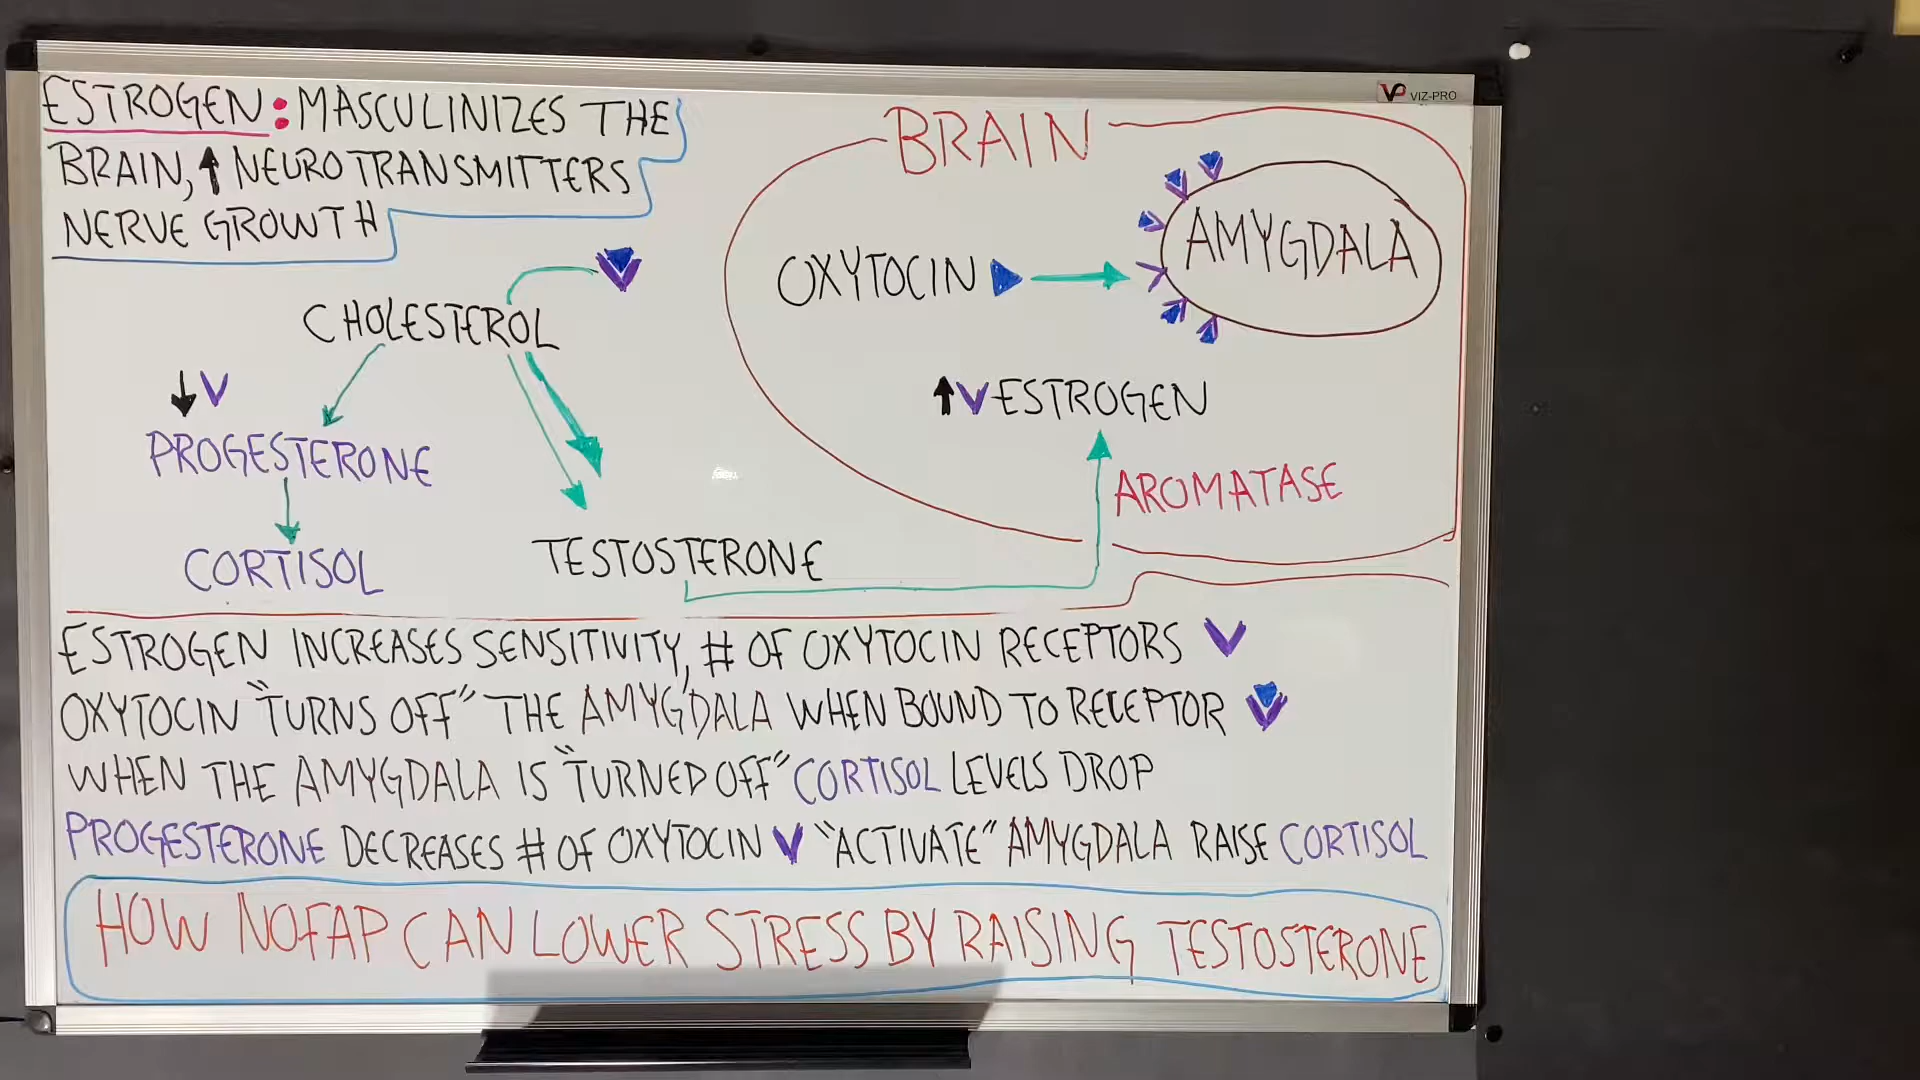 ESTROGEN: MASCULINIZES THE
BRAIN, ↑ NEUROTRANSMITTERS
NERVE GROWTH
VP VIZ-PRO
BRAIN
AMYGDALA
OXYTOCIN
CHOLESTEROL
↓ V
PROGESTERONE
CORTISOL
TESTOSTERONE
↑ V ESTROGEN
AROMATASE
ESTROGEN INCREASES SENSITIVITY, # OF OXYTOCIN RECEPTORS V
OXYTOCIN "TURNS OFF" THE AMYGDALA WHEN BOUND TO RECEPTOR
WHEN THE AMYGDALA IS "TURNED OFF" CORTISOL LEVELS DROP
PROGESTERONE DECREASES # OF OXYTOCIN V "ACTIVATE" AMYGDALA RAISE CORTISOL
HOW NOFAP CAN LOWER STRESS BY RAISING TESTOSTERONE